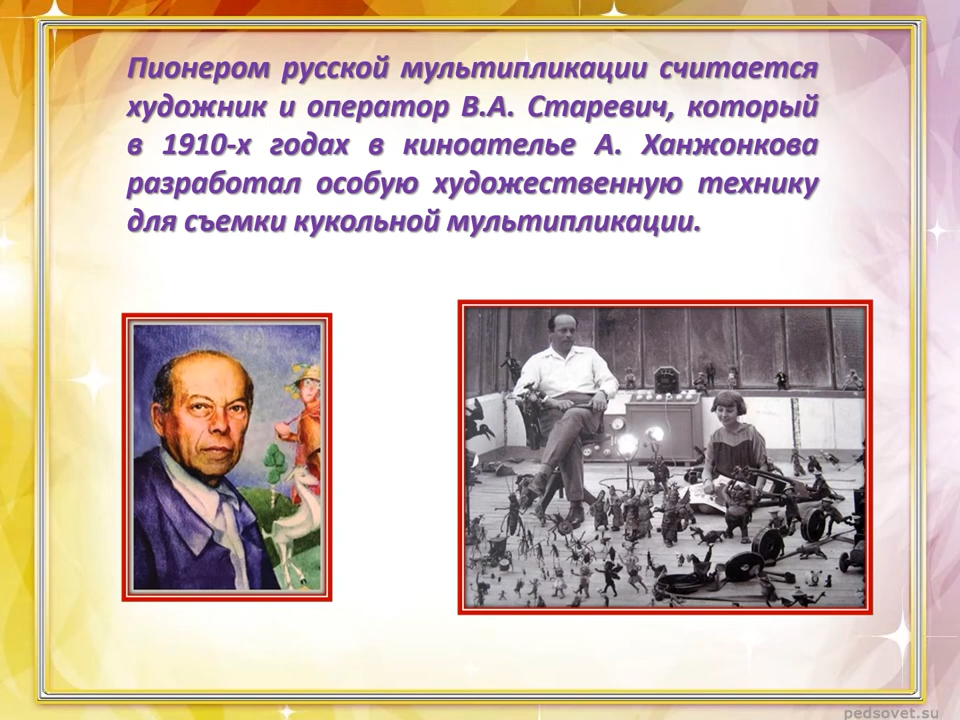 Пионером русской мультипликации считается
художник и оператор В.А. Старевич, который
в 1910-х годах в киноателье А. Ханжонкова
разработал особую художественную технику
для съемки кукольной мультипликации.
pedsovet.su